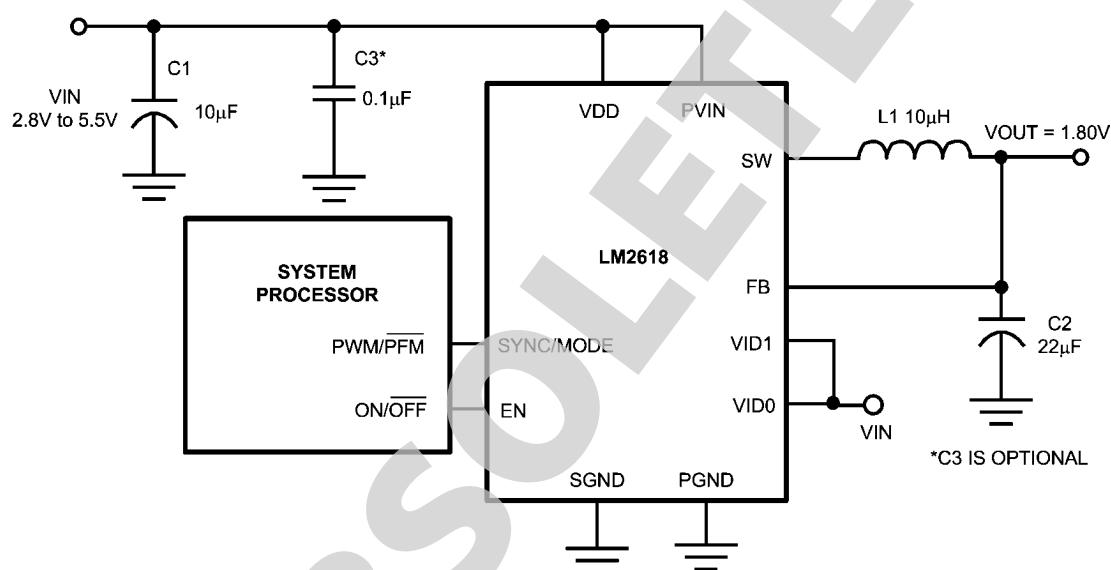 C1
VIN
2.8V to 5.5V
10µF
C3*
0.1µF
VDD
PVIN
SW
L1 10µH
VOUT = 1.80V
LM2618
FB
SYSTEM
PROCESSOR
PWM/PFM
SYNC/MODE
VID1
C2
22µF
ON/OFF
EN
VID0
VIN
*C3 IS OPTIONAL
SGND
PGND